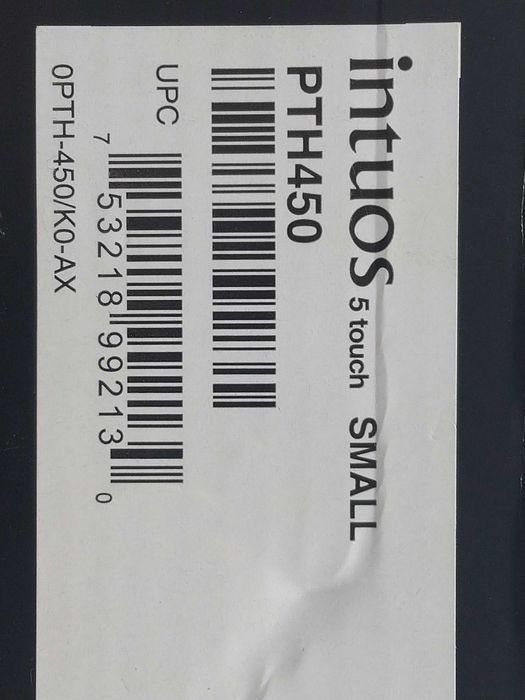 intuos 5 touch SMALL
PTH450
UPC
7 53218 99213 0
0PTH-450/K0-AX